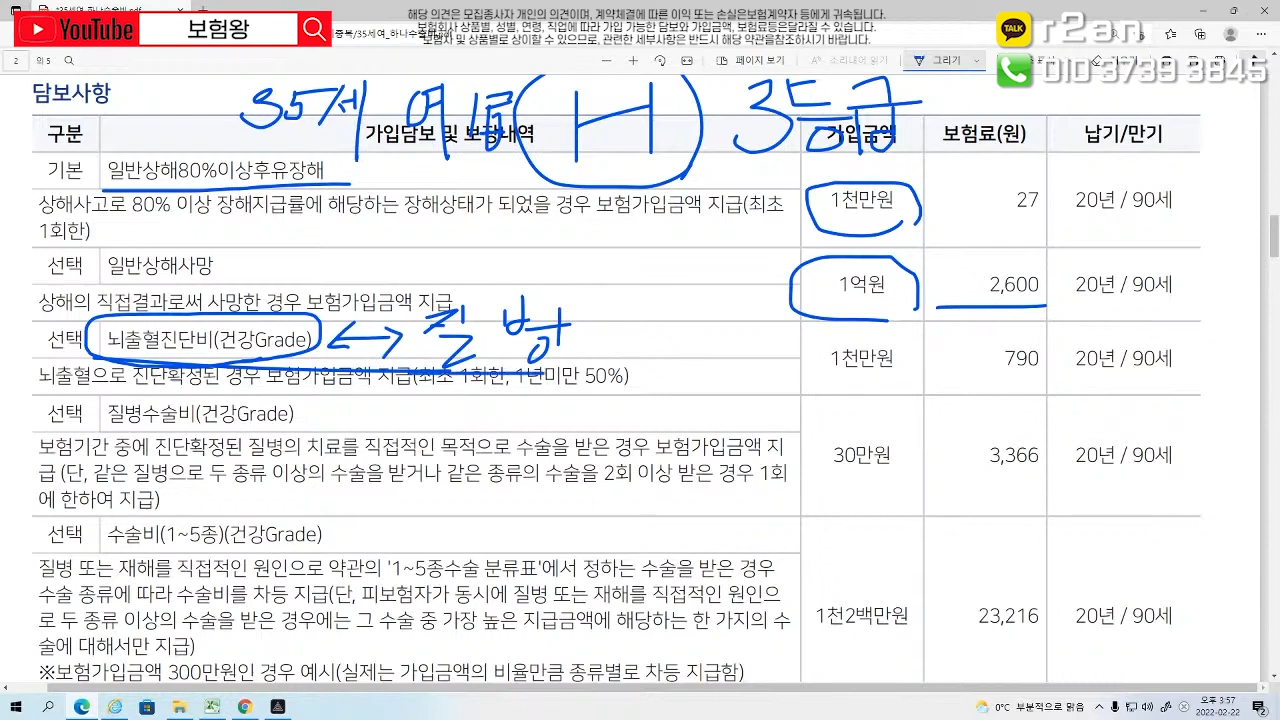 해당 의견은 모집종사자 개인의 의견이며, 계약체결에 따른 이익 또는 손실은보험계약자 등에게 귀속됩니다.
보험회사 상품별, 성별, 연령, 직업에 따라 가입 가능한 담보와 가입금액, 보험료등은달라질 수 있습니다.
보험사 및 상품별로 상이할 수 있으므로, 관련한 세부사항은 반드시 해당 약관을참조하시기 바랍니다.
YouTube 보험왕
TALK r2an
010 3739 3645
2 의 5 페이지 보기 소리내어 읽기 그리기
담보사항
35세 여성 H 3등급
구분 가입담보 및 보장내역 가입금액 보험료(원) 납기/만기
기본 일반상해80%이상후유장해
상해사고로 80% 이상 장해지급률에 해당하는 장해상태가 되었을 경우 보험가입금액 지급(최초
1회한)
1천만원 27 20년 / 90세
선택 일반상해사망
상해의 직접결과로써 사망한 경우 보험가입금액 지급
1억원 2,600 20년 / 90세
선택 뇌출혈진단비(건강Grade)
뇌출혈으로 진단확정된 경우 보험가입금액 지급(최초 1회한, 1년미만 50%)
1천만원 790 20년 / 90세
선택 질병수술비(건강Grade)
보험기간 중에 진단확정된 질병의 치료를 직접적인 목적으로 수술을 받은 경우 보험가입금액 지
급 (단, 같은 질병으로 두 종류 이상의 수술을 받거나 같은 종류의 수술을 2회 이상 받은 경우 1회
에 한하여 지급)
30만원 3,366 20년 / 90세
선택 수술비(1~5종)(건강Grade)
질병 또는 재해를 직접적인 원인으로 약관의 '1~5종수술 분류표'에서 정하는 수술을 받은 경우
수술 종류에 따라 수술비를 차등 지급(단, 피보험자가 동시에 질병 또는 재해를 직접적인 원인으
로 두 종류 이상의 수술을 받은 경우에는 그 수술 중 가장 높은 지급금액에 해당하는 한 가지의 수
술에 대해서만 지급)
※보험가입금액 300만원인 경우 예시(실제는 가입금액의 비율만큼 종류별로 차등 지급함)
1천2백만원 23,216 20년 / 90세
0°C 부분적으로 맑음
오후 3:57
2022-02-22